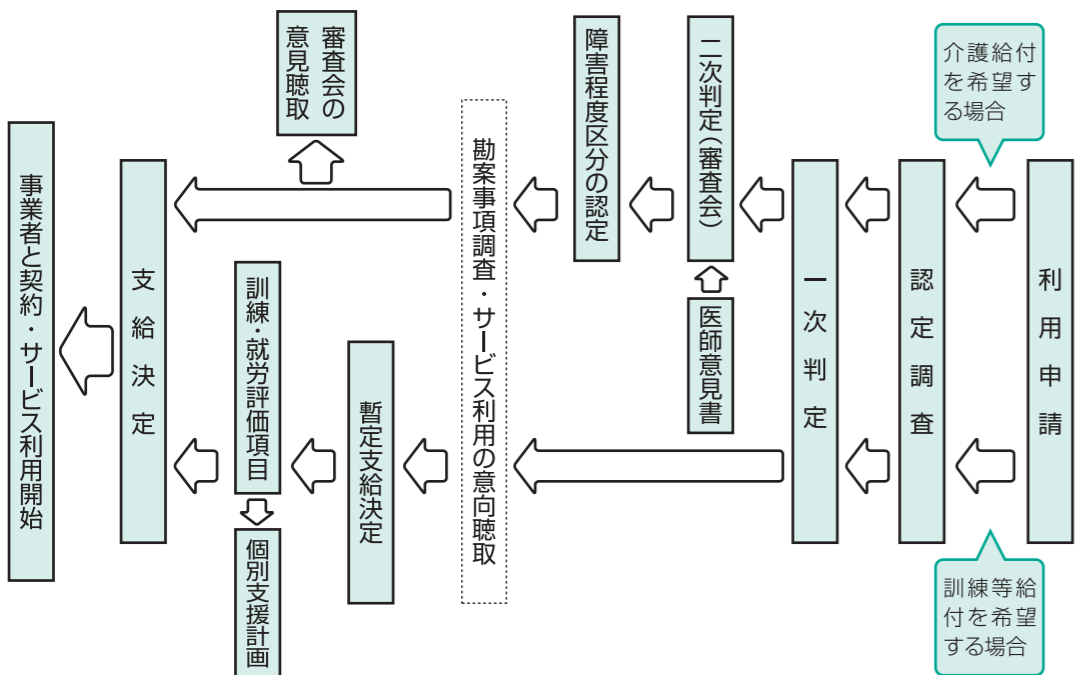 利用申請
介護給付
を希望す
る場合
訓練等給
付を希望
する場合
認定調査
一次判定
二次判定（審査会）
医師意見書
障害程度区分の認定
勘案事項調査・サービス利用の意向聴取
審査会の
意見聴取
暫定支給決定
訓練・就労評価項目
個別支援計画
支給決定
事業者と契約・サービス利用開始